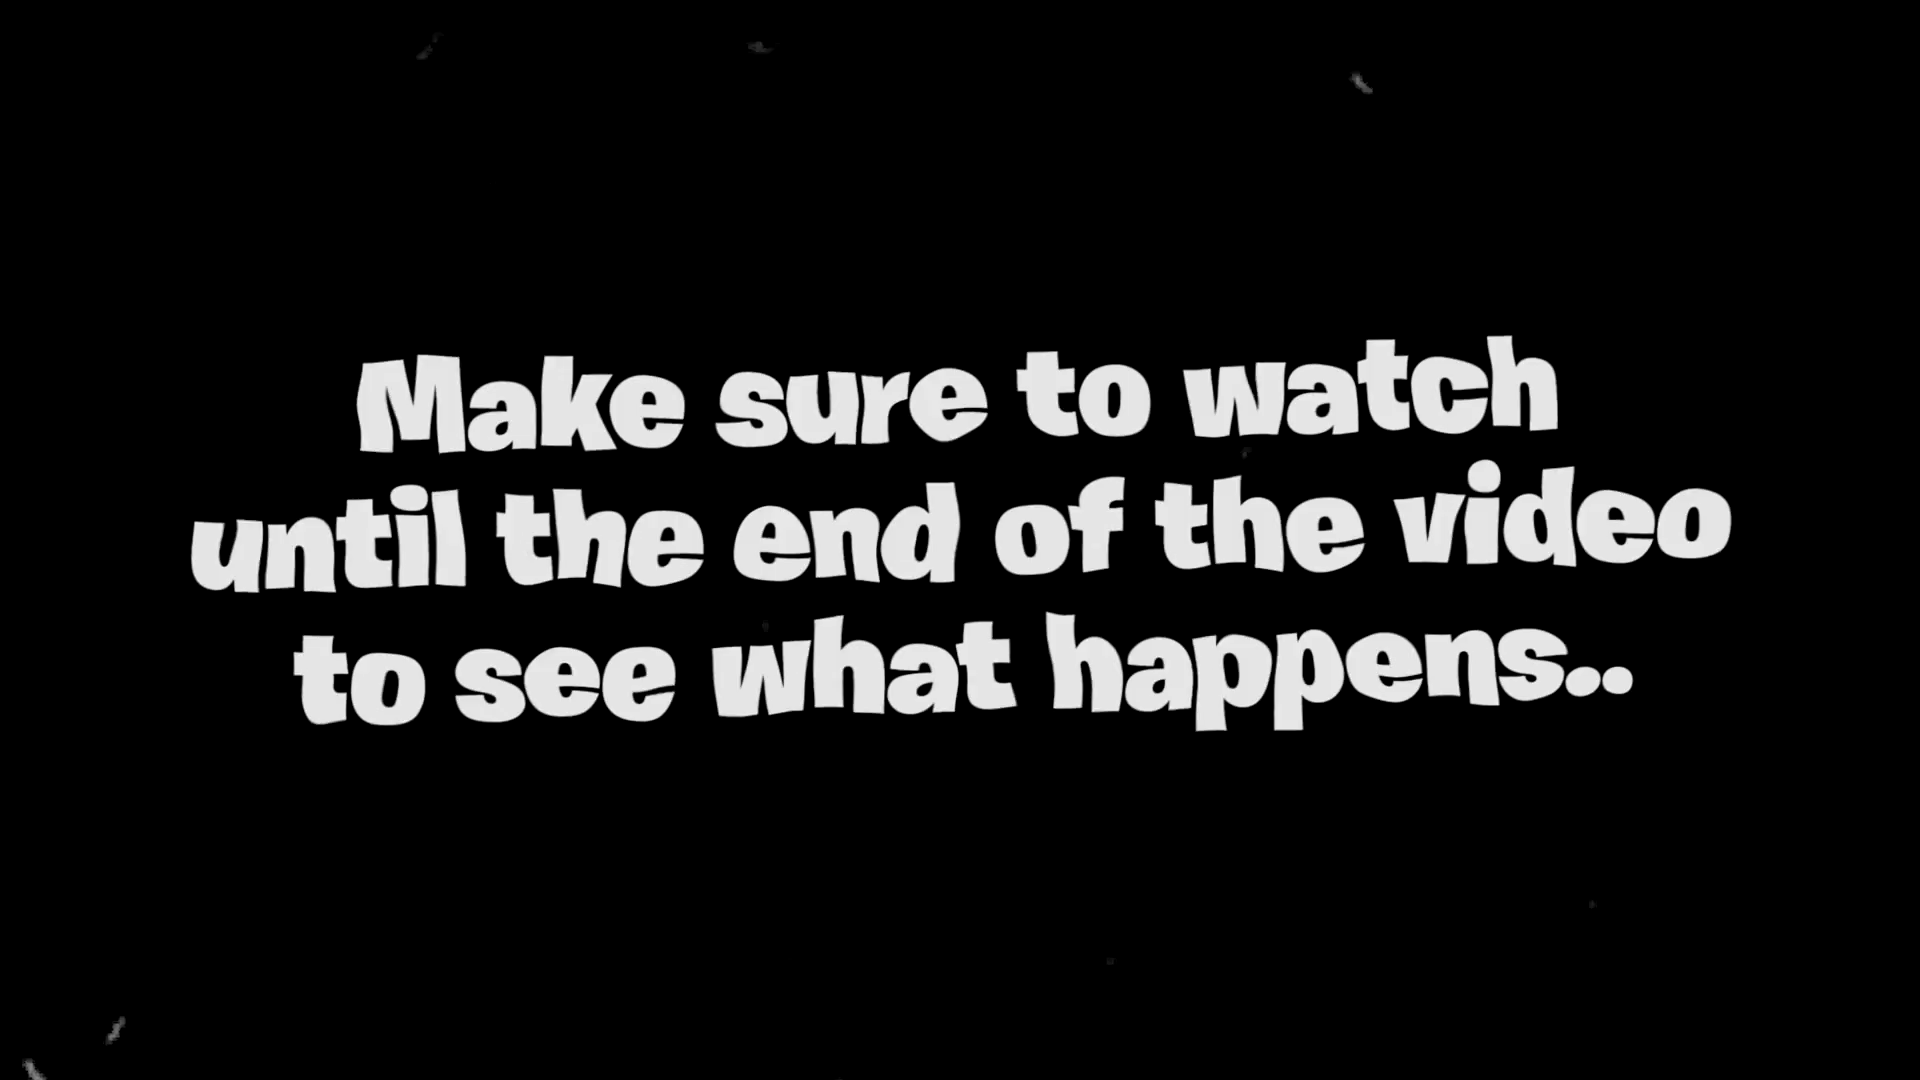 Make sure to watch
until the end of the video
to see what happens..